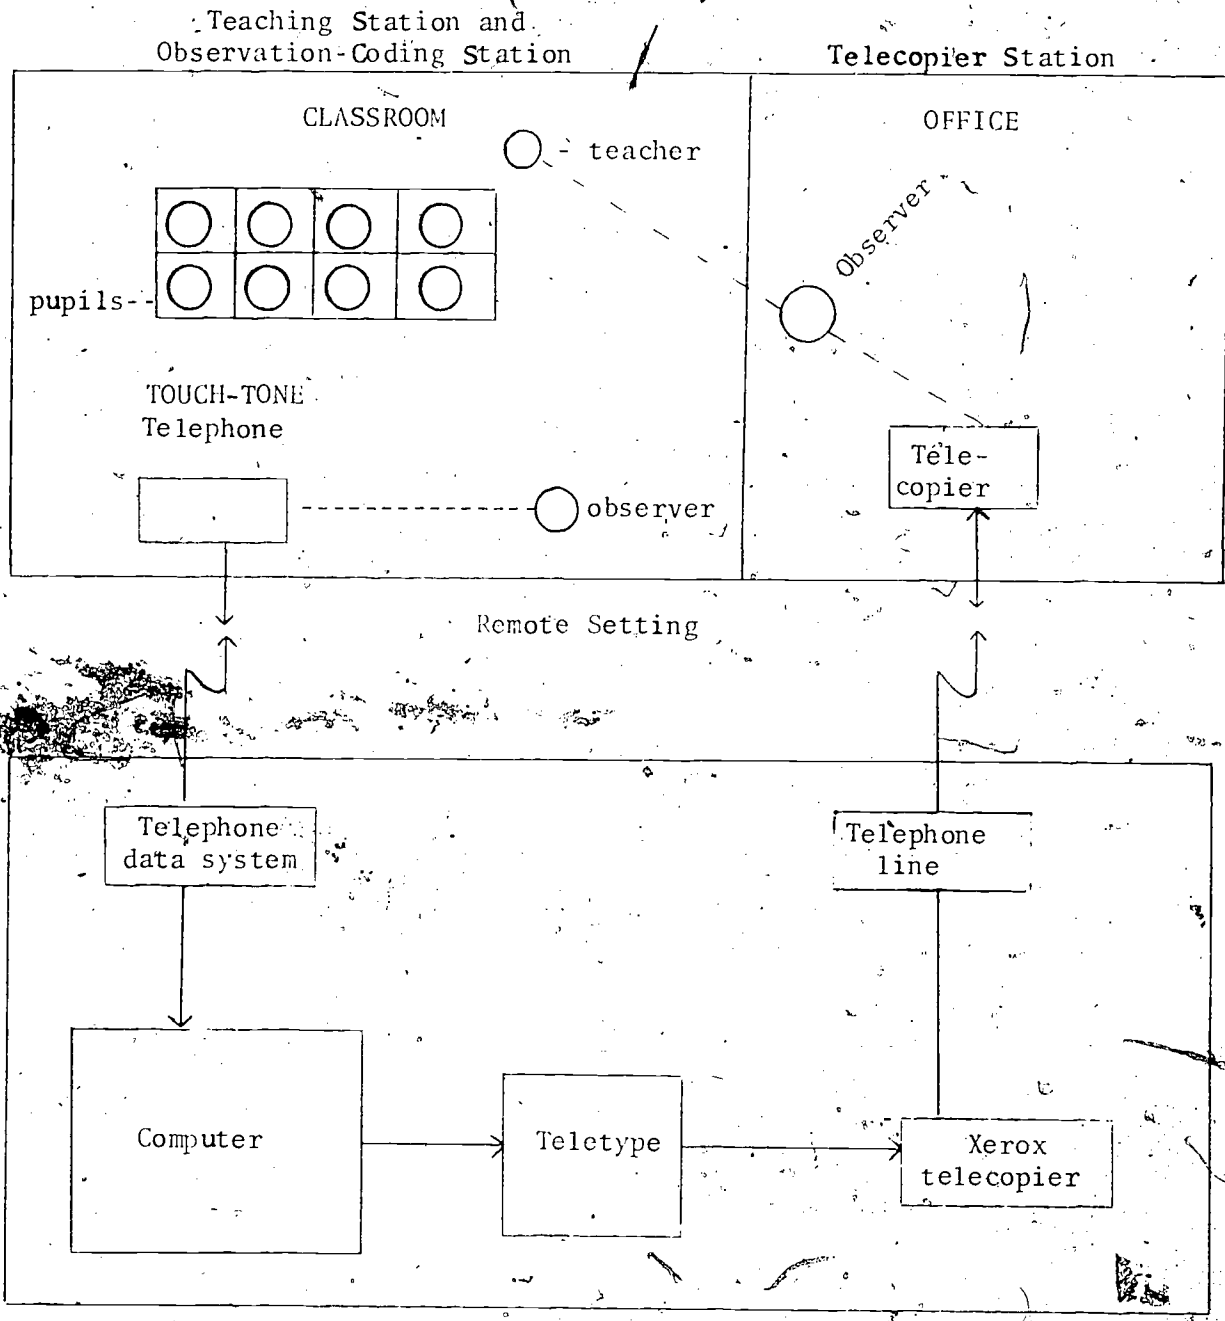 Teaching Station and
Observation-Coding Station
Telecopier Station
CLASSROOM
OFFICE
teacher
Observer
pupils
TOUCH-TONE
Telephone
Tele-
copier
observer
Remote Setting
Telephone
data system
Telephone
line
Computer
Teletype
Xerox
telecopier